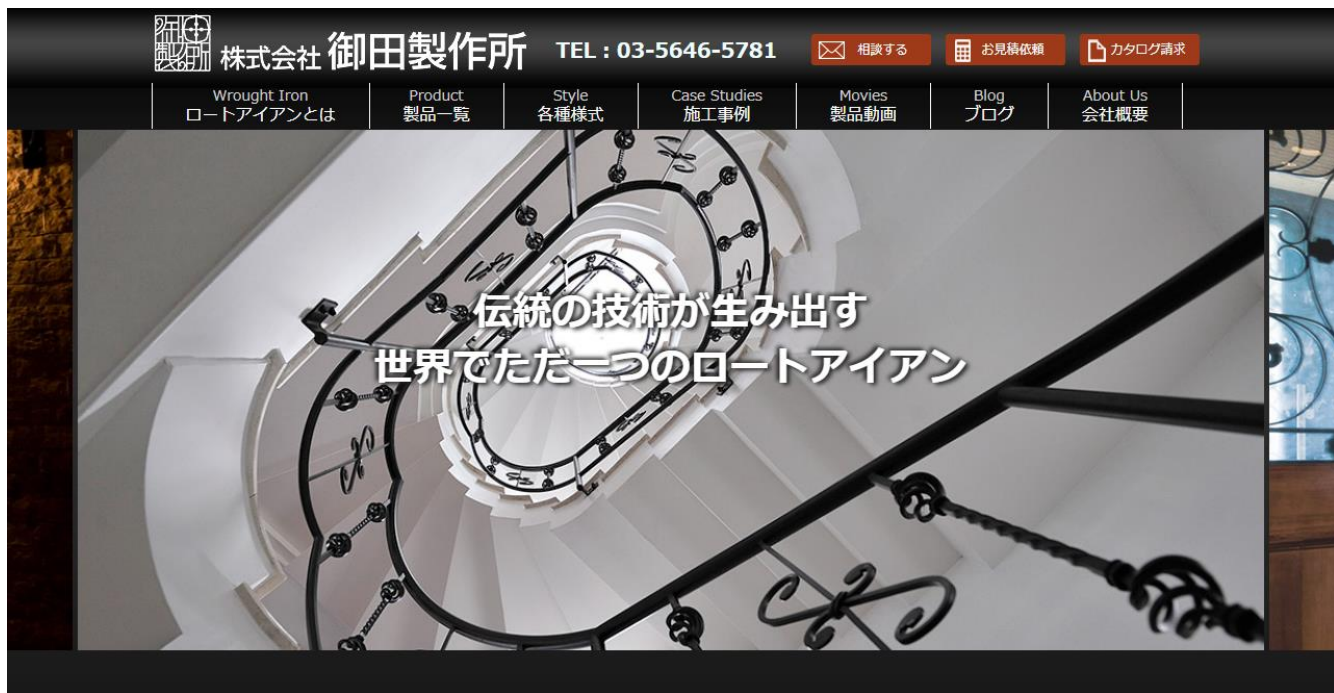 株式会社 御田製作所
TEL : 03-5646-5781
相談する
お見積依頼
カタログ請求
Wrought Iron
ロートアイアンとは
Product
製品一覧
Style
各種様式
Case Studies
施工事例
Movies
製品動画
Blog
ブログ
About Us
会社概要
伝統の技術が生み出す
世界でただ一つのロートアイアン